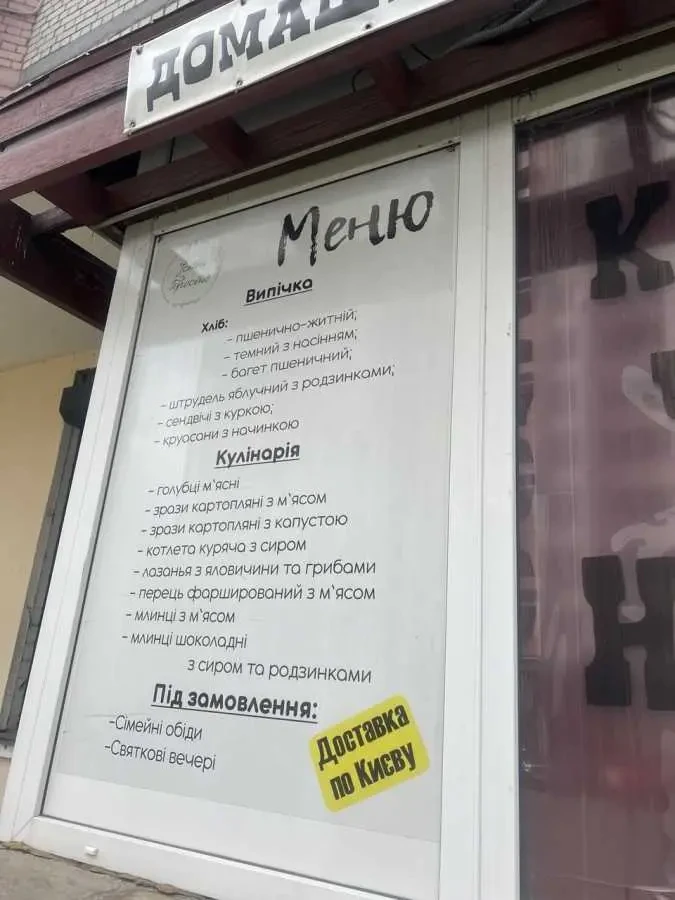 ДОМАШ
Меню
Випічка
Хліб:
- пшенично-житній;
- темний з насінням;
- багет пшеничний;
- штрудель яблучний з родзинками;
- сендвічі з куркою;
- круасани з начинкою
Кулінарія
- голубці м`ясні
- зрази картопляні з м`ясом
- зрази картопляні з капустою
- котлета куряча з сиром
- лазанья з яловичини та грибами
- перець фарширований з м`ясом
- млинці з м`ясом
- млинці шоколадні
з сиром та родзинками
Під замовлення:
-Сімейні обіди
-Святкові вечері
Доставка
по Києву
К
Н